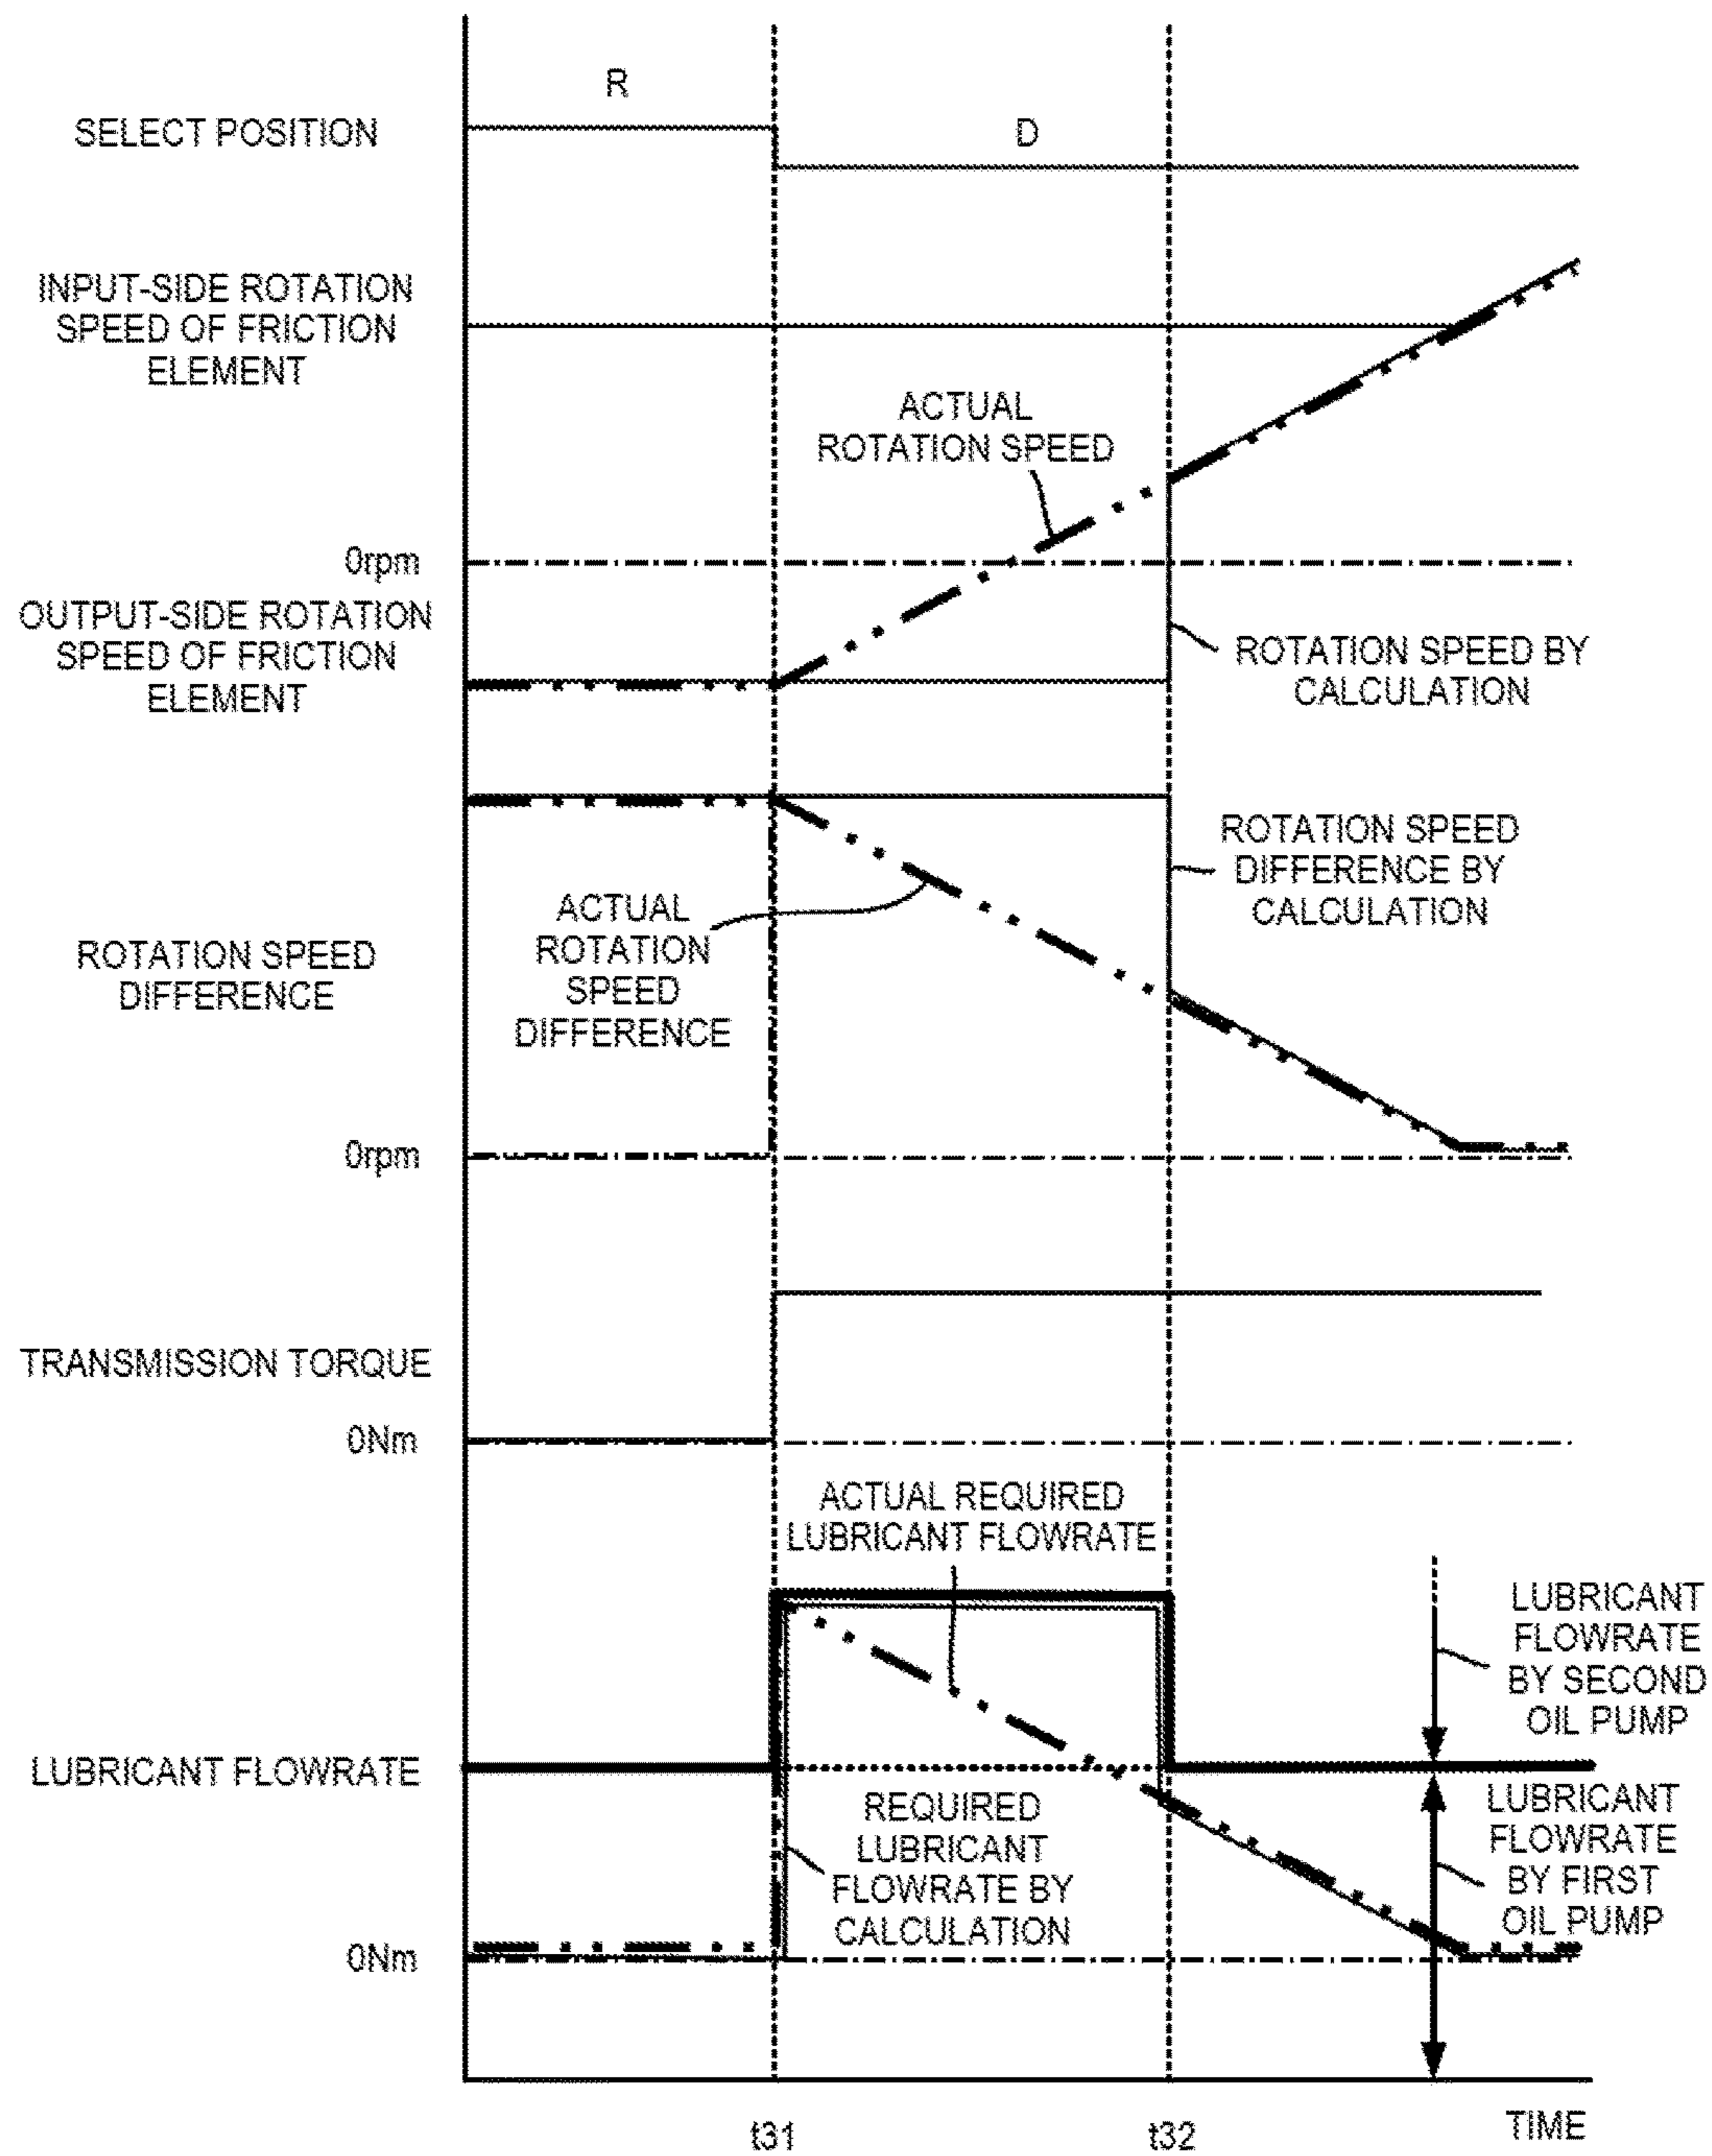 R
SELECT POSITION
D
INPUT-SIDE ROTATION
SPEED OF FRICTION
ELEMENT
ACTUAL
ROTATION SPEED
0rpm
OUTPUT-SIDE ROTATION
SPEED OF FRICTION
ELEMENT
ROTATION SPEED BY
CALCULATION
ROTATION SPEED
DIFFERENCE BY
CALCULATION
ACTUAL
ROTATION
SPEED
DIFFERENCE
ROTATION SPEED
DIFFERENCE
0rpm
TRANSMISSION TORQUE
0Nm
ACTUAL REQUIRED
LUBRICANT FLOWRATE
LUBRICANT
FLOWRATE
BY SECOND
OIL PUMP
LUBRICANT FLOWRATE
REQUIRED
LUBRICANT
FLOWRATE BY
CALCULATION
LUBRICANT
FLOWRATE
BY FIRST
OIL PUMP
0Nm
t31
t32
TIME